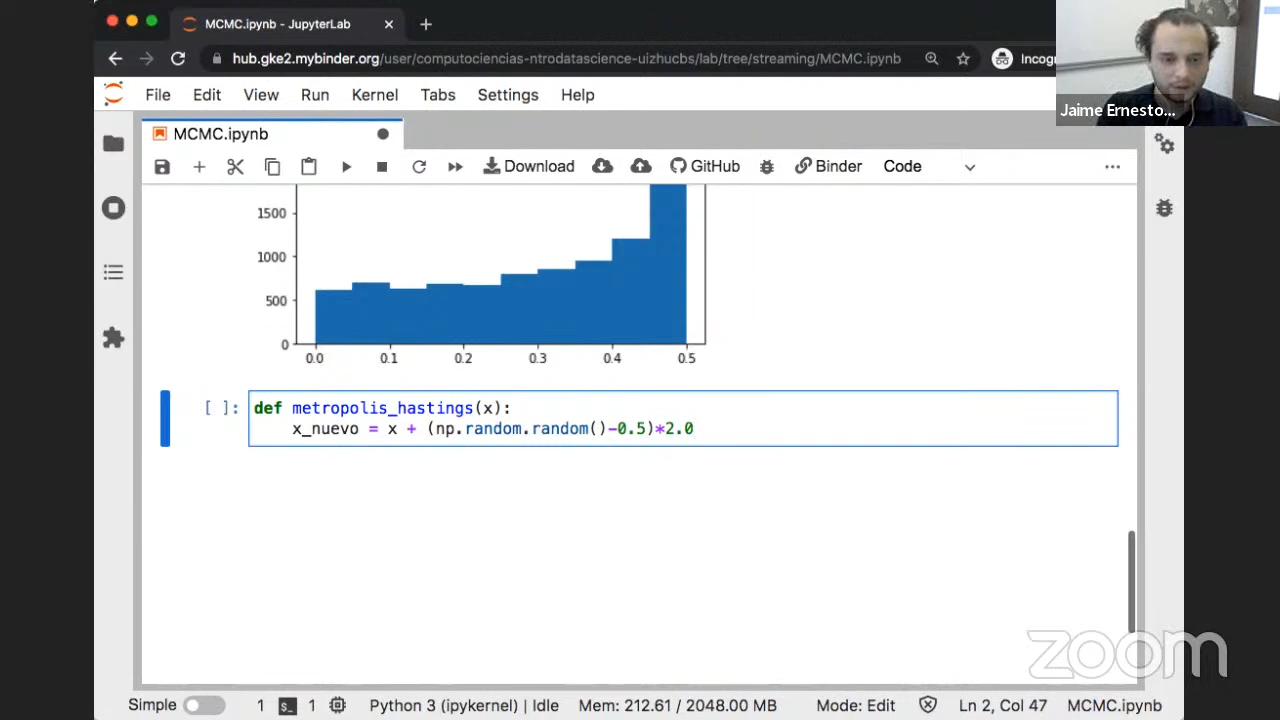 MCMC.ipynb - JupyterLab
hub.gke2.mybinder.org/user/computociencias-ntrodatascience-uizhucbs/lab/tree/streaming/MCMC.ipynb
Incog
Jaime Ernesto...
File Edit View Run Kernel Tabs Settings Help
MCMC.ipynb
Download GitHub Binder Code
1500
1000
500
0
0.0 0.1 0.2 0.3 0.4 0.5
[ ]: def metropolis_hastings(x):
x_nuevo = x + (np.random.random()-0.5)*2.0
zoom
Simple 1 $_ 1 Python 3 (ipykernel) | Idle Mem: 212.61 / 2048.00 MB Mode: Edit Ln 2, Col 47 MCMC.ipynb